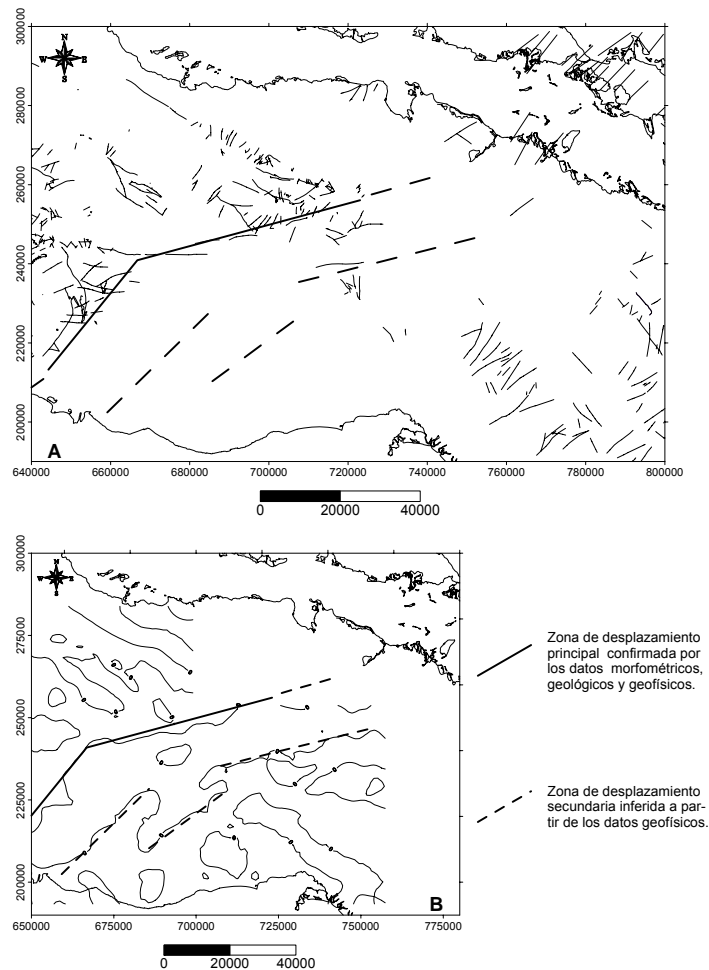 300000
280000
260000
240000
220000
200000
N
W E
S
A
640000 660000 680000 700000 720000 740000 760000 780000 800000
0 20000 40000
300000
275000
250000
225000
200000
N
W E
S
B
650000 675000 700000 725000 750000 775000
0 20000 40000
Zona de desplazamiento
principal confirmada por
los datos morfométricos,
geológicos y geofísicos.
Zona de desplazamiento
secundaria inferida a par-
tir de los datos geofísicos.